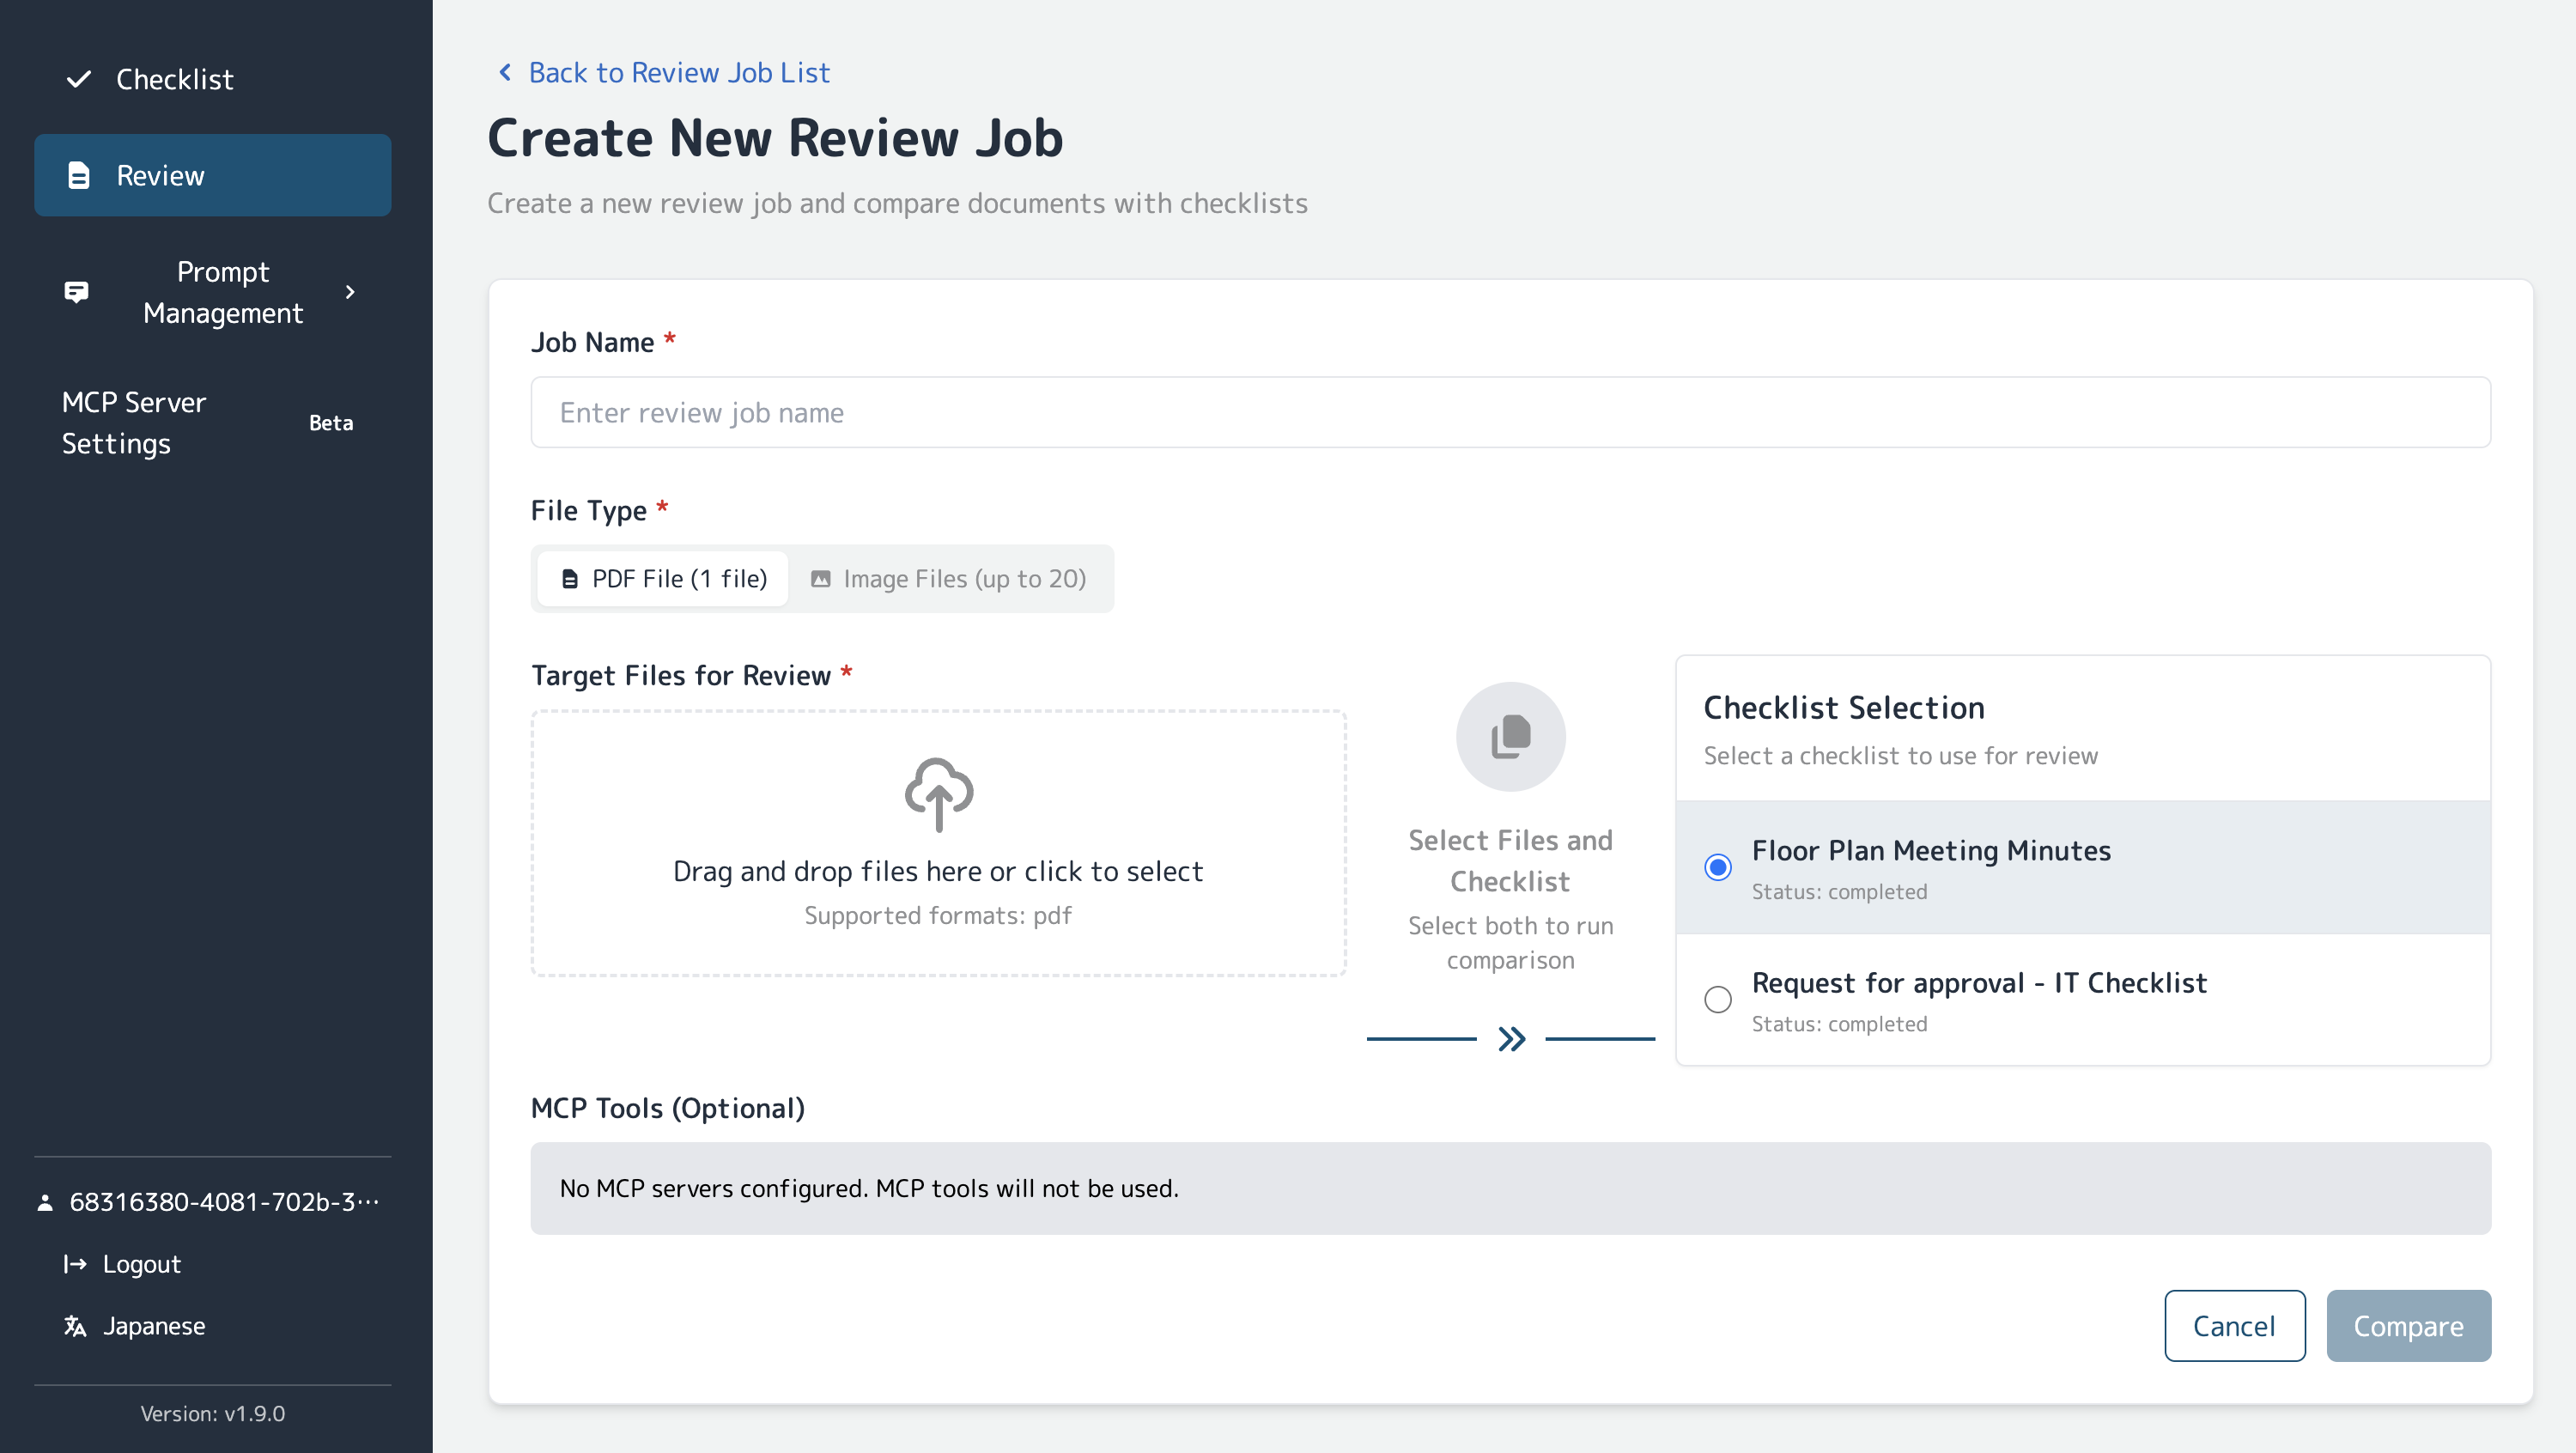 Checklist
Review
Prompt
Management
MCP Server
Settings
Beta
68316380-4081-702b-3…
Logout
Japanese
Version: v1.9.0
Back to Review Job List
Create New Review Job
Create a new review job and compare documents with checklists
Job Name *
Enter review job name
File Type *
PDF File (1 file)
Image Files (up to 20)
Target Files for Review *
Drag and drop files here or click to select
Supported formats: pdf
Select Files and
Checklist
Select both to run
comparison
Checklist Selection
Select a checklist to use for review
Floor Plan Meeting Minutes
Status: completed
Request for approval - IT Checklist
Status: completed
MCP Tools (Optional)
No MCP servers configured. MCP tools will not be used.
Cancel
Compare